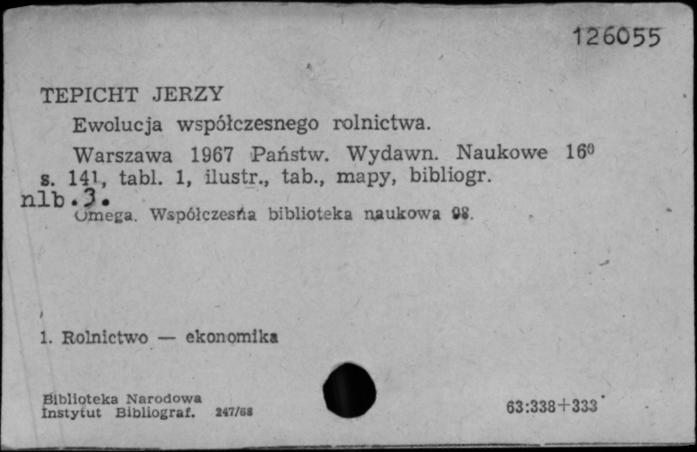 126055
TEPICHT JERZY
Ewolucja współczesnego rolnictwa.
Warszawa 1967 Państw. Wydawn. Naukowe 16⁰
s. 141, tabl. 1, ilustr., tab., mapy, bibliogr.
nlb.3.
Omega. Współczesna biblioteka naukowa 98.
1. Rolnictwo — ekonomika
Biblioteka Narodowa
Instytut Bibliograf. 247/68
63:338+333